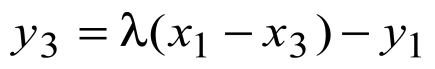 y₃ = λ(x₁ − x₃) − y₁